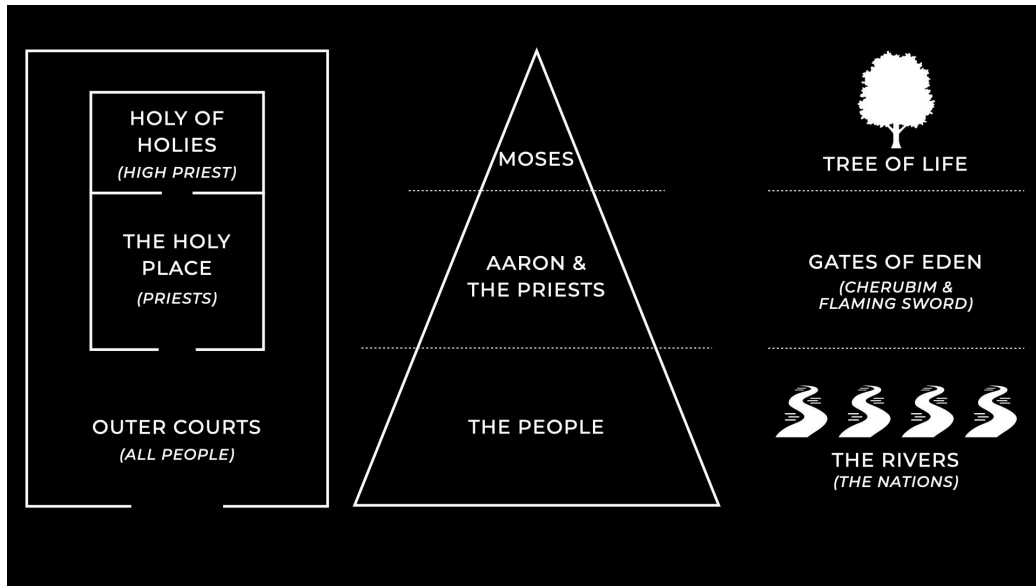 HOLY OF
HOLIES
(HIGH PRIEST)
THE HOLY
PLACE
(PRIESTS)
OUTER COURTS
(ALL PEOPLE)
MOSES
AARON &
THE PRIESTS
THE PEOPLE
TREE OF LIFE
GATES OF EDEN
(CHERUBIM &
FLAMING SWORD)
THE RIVERS
(THE NATIONS)